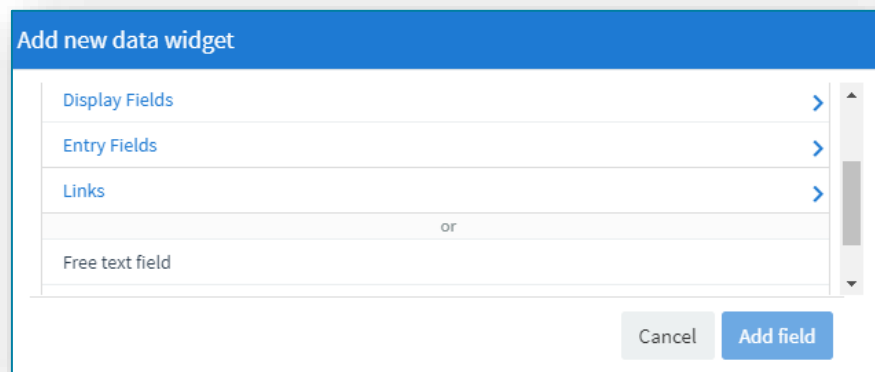 Add new data widget
Display Fields
Entry Fields
Links
or
Free text field
Cancel
Add field